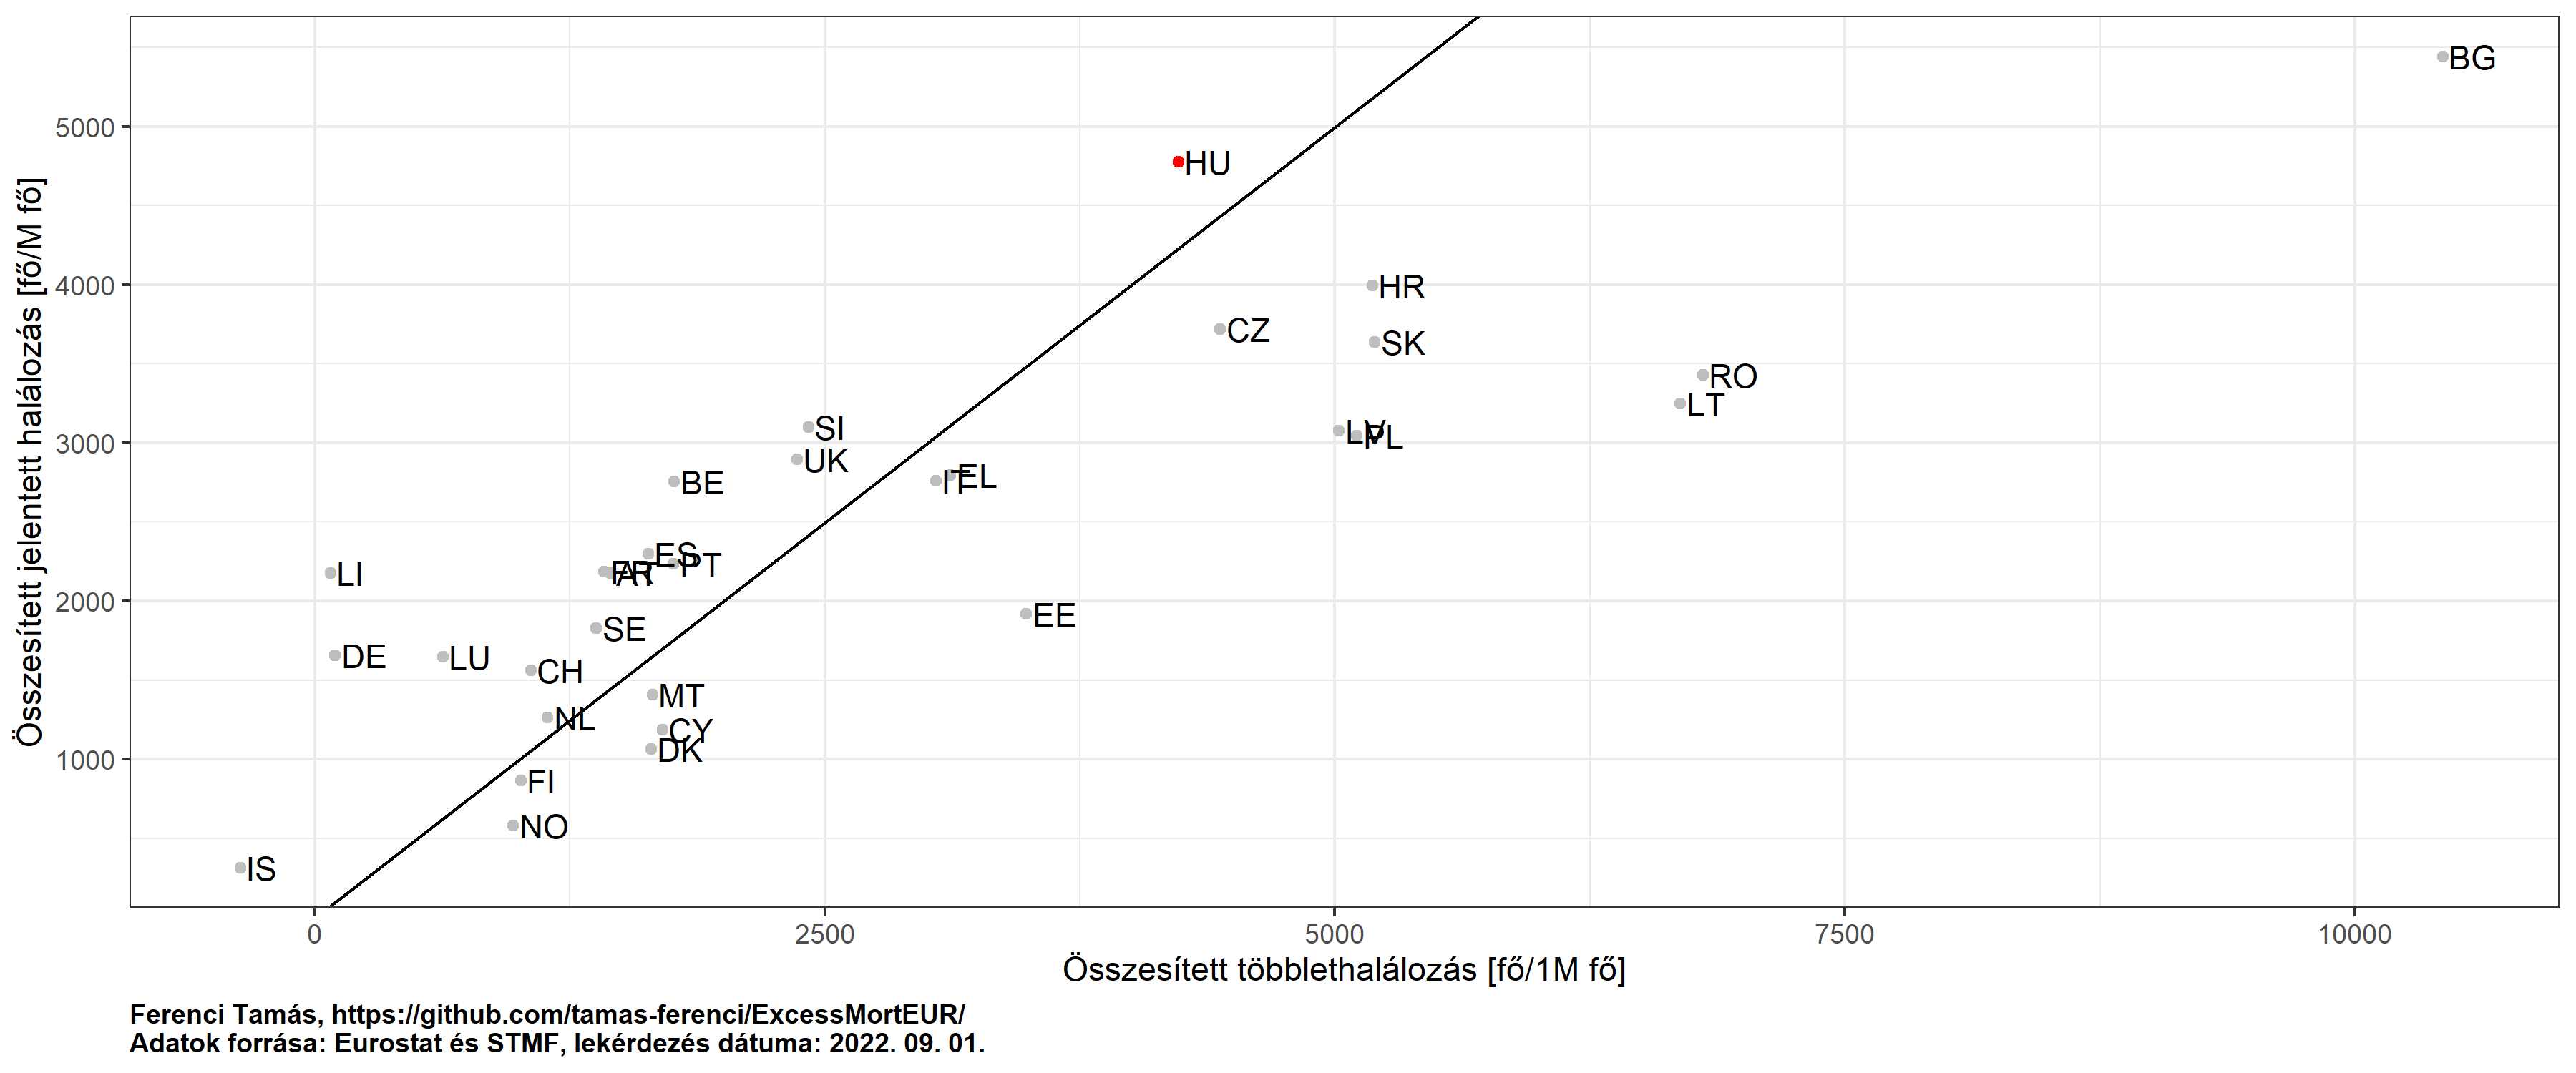 Összesített jelentett halálozás [fő/M fő]
5000
4000
3000
2000
1000
BG
HU
HR
CZ
SK
RO
LT
SI
LV
PL
UK
BE
IT
EL
ES
PT
LI
FR
AT
EE
SE
DE
LU
CH
MT
NL
CY
DK
FI
NO
IS
0
2500
5000
7500
10000
Összesített többlethalálozás [fő/1M fő]
Ferenci Tamás, https://github.com/tamas-ferenci/ExcessMortEUR/
Adatok forrása: Eurostat és STMF, lekérdezés dátuma: 2022. 09. 01.